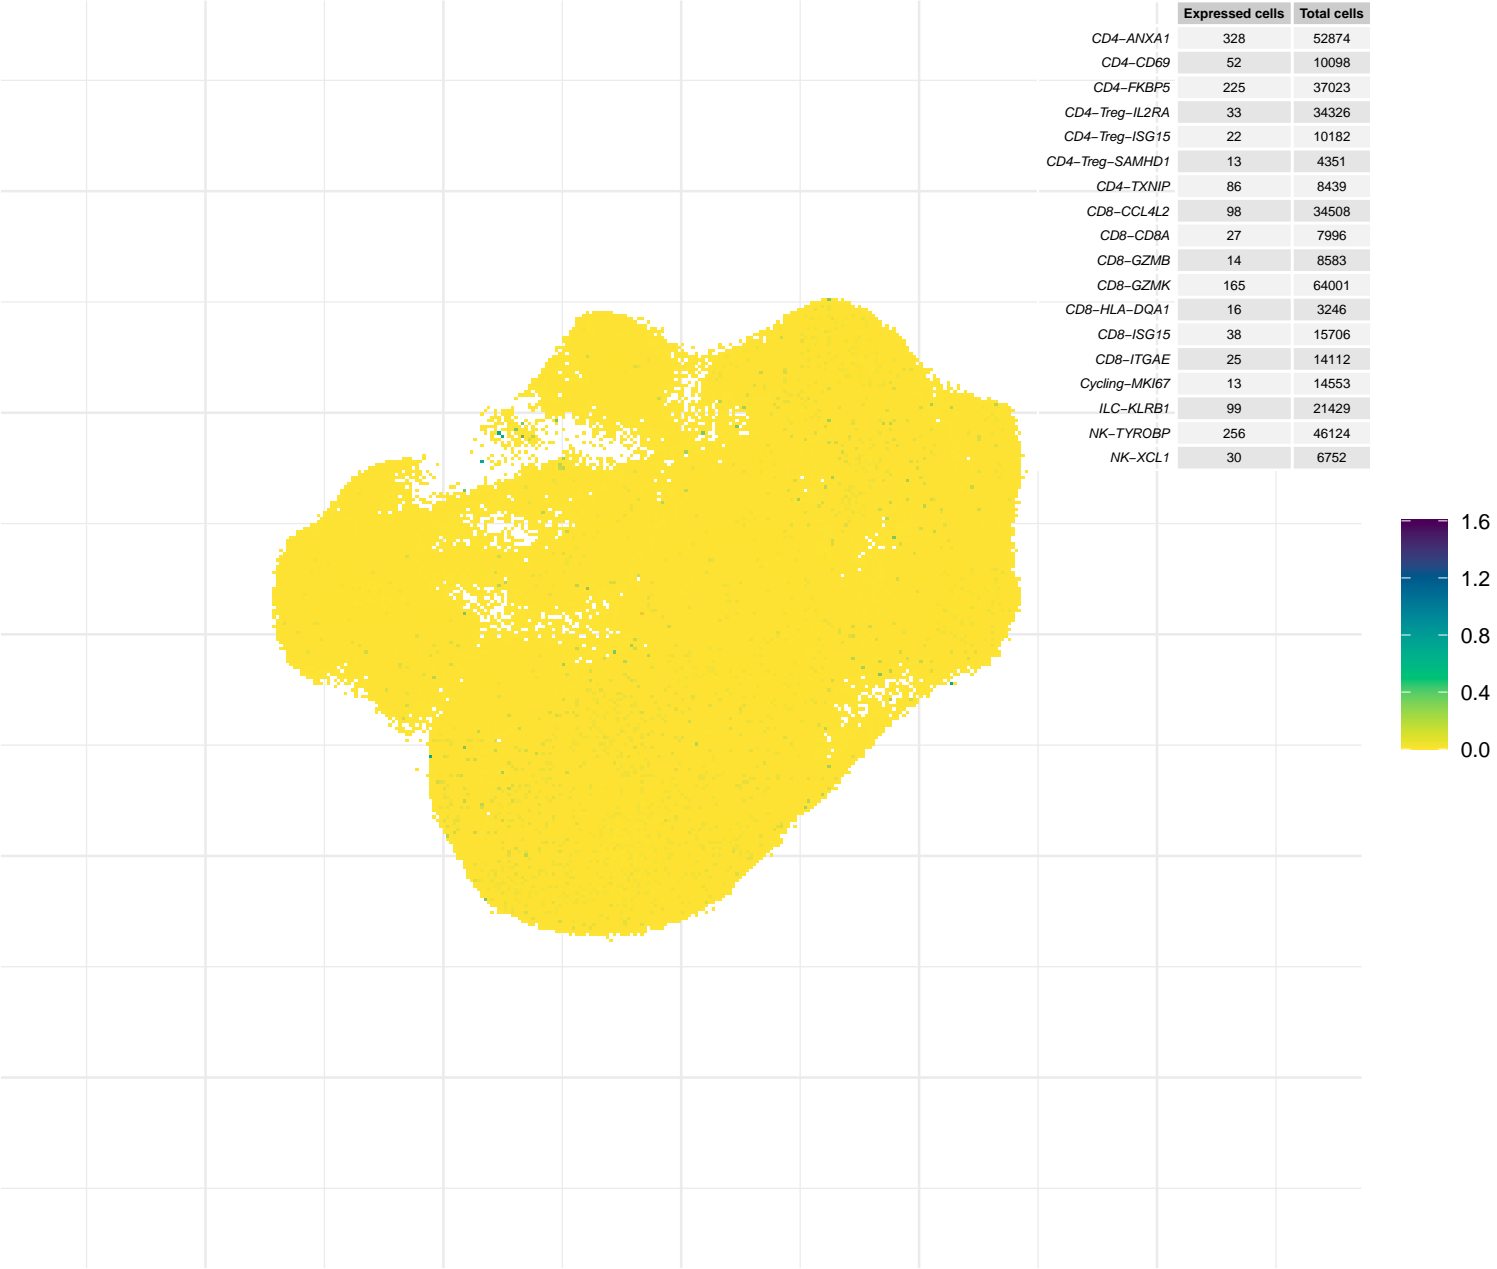 Expressed cells Total cells
CD4−ANXA1 328 52874
CD4−CD69 52 10098
CD4−FKBP5 225 37023
CD4−Treg−IL2RA 33 34326
CD4−Treg−ISG15 22 10182
CD4−Treg−SAMHD1 13 4351
CD4−TXNIP 86 8439
CD8−CCL4L2 98 34508
CD8−CD8A 27 7996
CD8−GZMB 14 8583
CD8−GZMK 165 64001
CD8−HLA−DQA1 16 3246
CD8−ISG15 38 15706
CD8−ITGAE 25 14112
Cycling−MKI67 13 14553
ILC−KLRB1 99 21429
NK−TYROBP 256 46124
NK−XCL1 30 6752
1.6
1.2
0.8
0.4
0.0